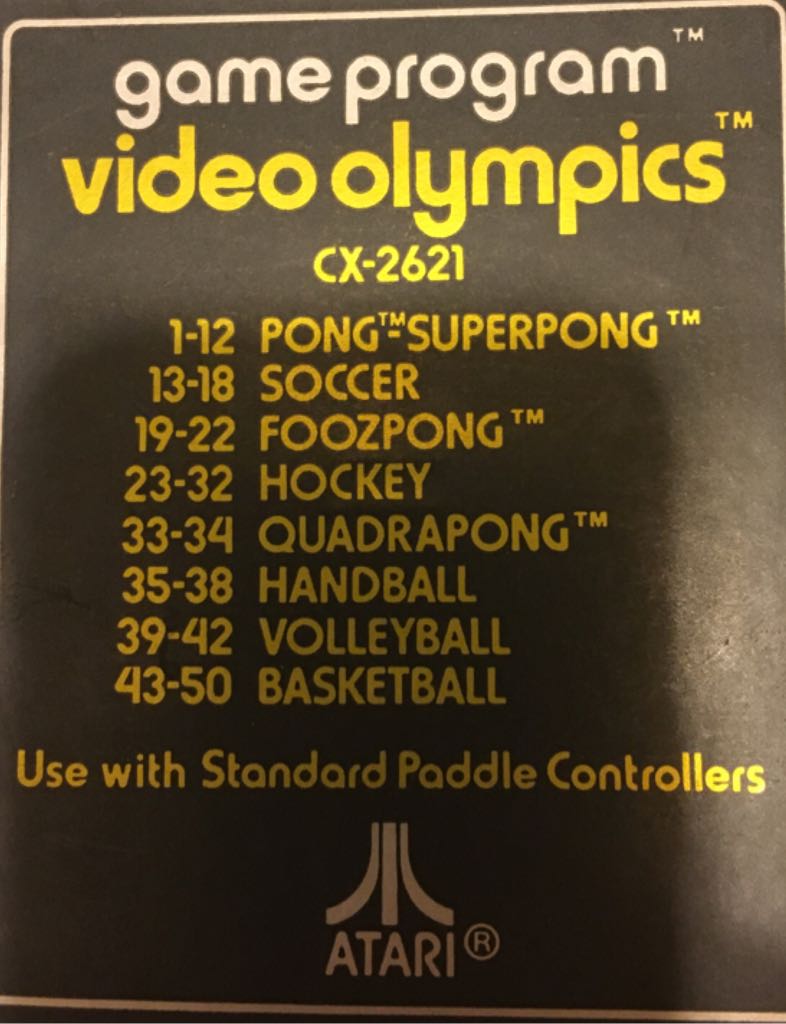 game program™
video olympics™
CX-2621
1-12 PONG™-SUPERPONG™
13-18 SOCCER
19-22 FOOZPONG™
23-32 HOCKEY
33-34 QUADRAPONG™
35-38 HANDBALL
39-42 VOLLEYBALL
43-50 BASKETBALL
Use with Standard Paddle Controllers
ATARI®